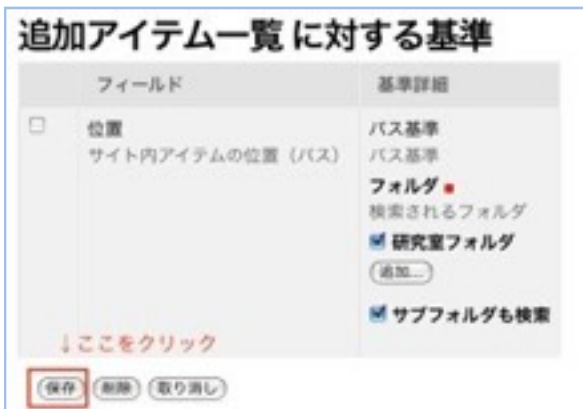 追加アイテム一覧 に対する基準
フィールド 基準詳細
位置 パス基準
サイト内アイテムの位置（パス） パス基準
フォルダ
検索されるフォルダ
研究室フォルダ
追加...
サブフォルダも検索
↓ここをクリック
保存 削除 取り消し